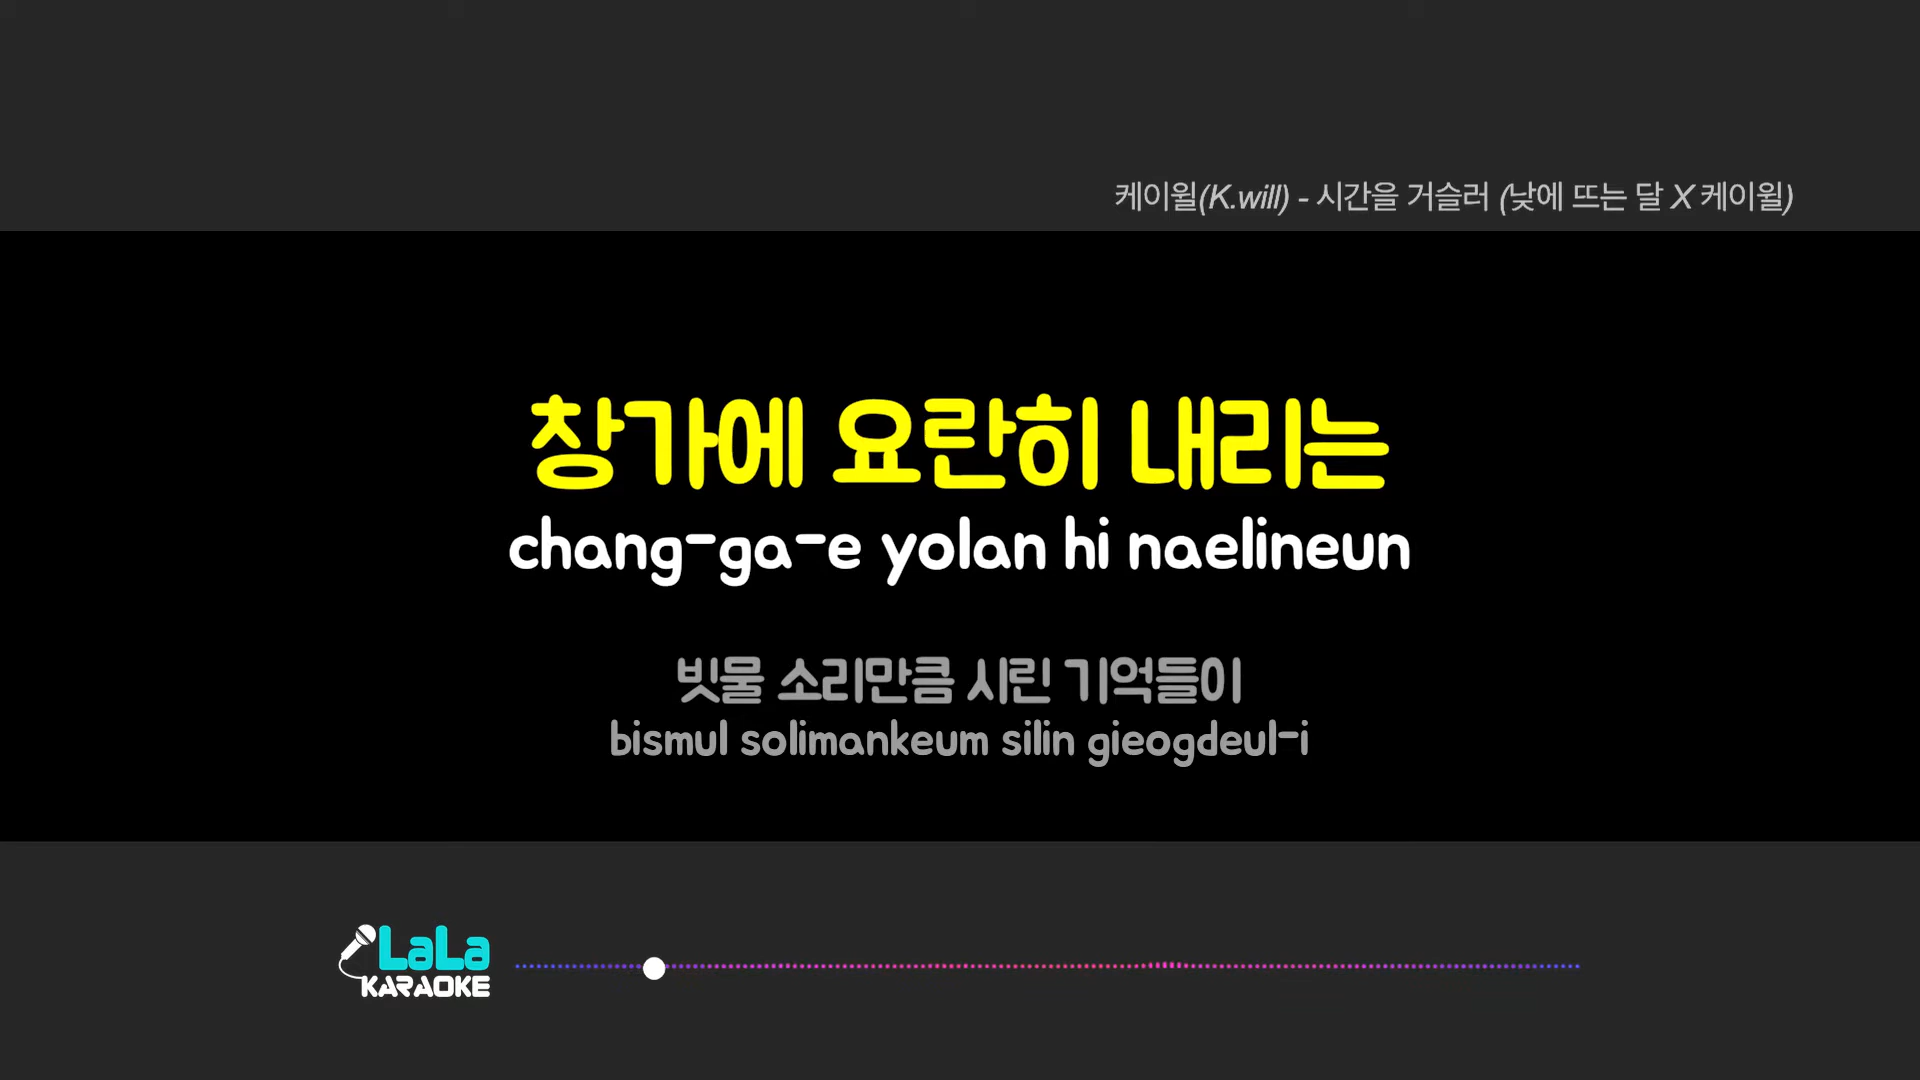 케이윌(K.will) - 시간을 거슬러 (낮에 뜨는 달 X 케이윌)
창가에 요란히 내리는
chang-ga-e yolan hi naelineun
빗물 소리만큼 시린 기억들이
bismul solimankeum silin gieogdeul-i
LaLa
KARAOKE